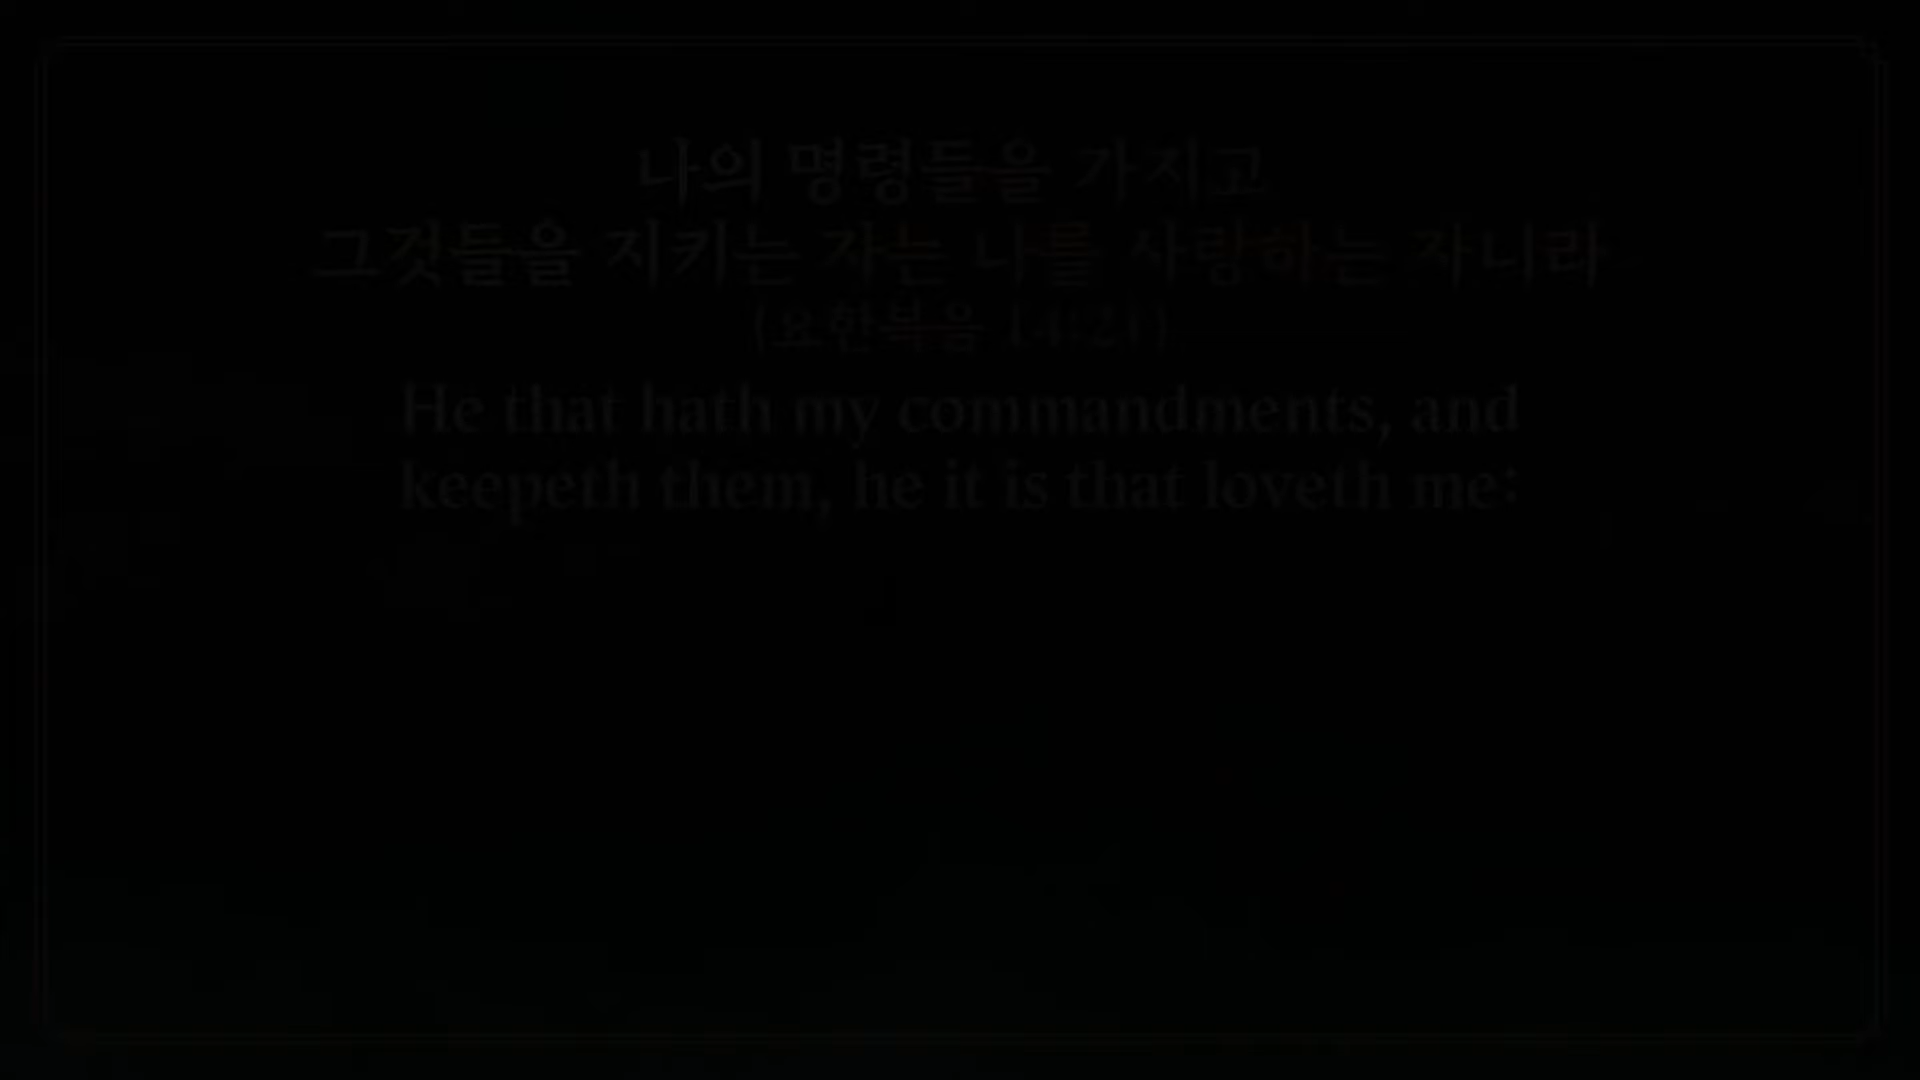 나의 명령들을 가지고
그것들을 지키는 자는 나를 사랑하는 자니라
(요한복음 14:21)
He that hath my commandments, and
keepeth them, he it is that loveth me: